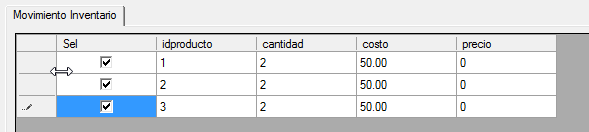 Movimiento Inventario
Sel idproducto cantidad costo precio
1 2 50.00 0
2 2 50.00 0
3 2 50.00 0